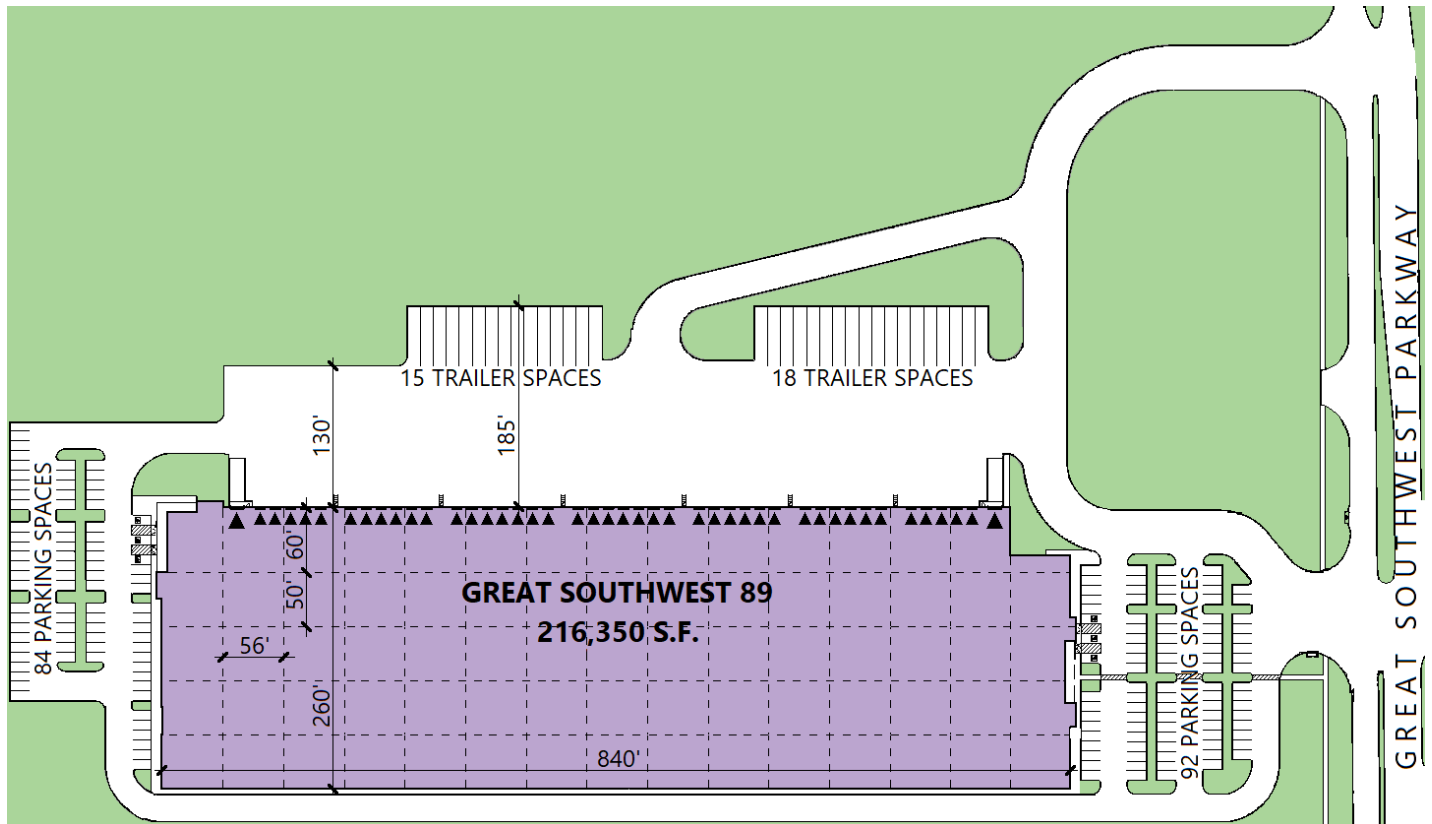 GREAT SOUTHWEST PARKWAY
15 TRAILER SPACES
18 TRAILER SPACES
130'
185'
84 PARKING SPACES
60'
50'
GREAT SOUTHWEST 89
216,350 S.F.
56'
260'
840'
92 PARKING SPACES